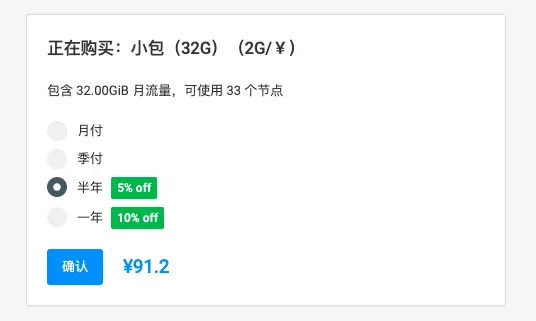 正在购买：小包（32G）（2G/￥）
包含 32.00GiB 月流量，可使用 33 个节点
月付
季付
半年 5% off
一年 10% off
确认 ¥91.2